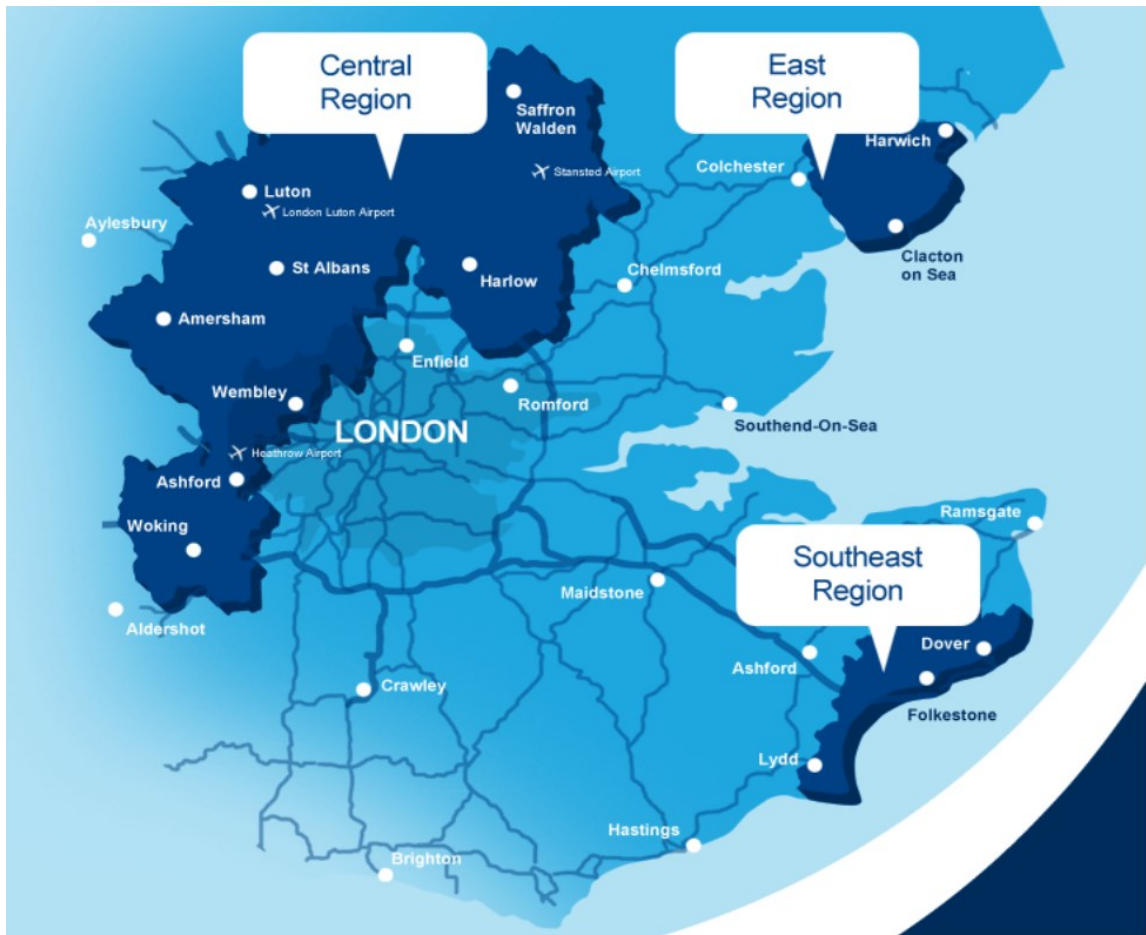 Central
Region
East
Region
Saffron
Walden
Harwich
Stansted Airport
Colchester
Luton
London Luton Airport
Aylesbury
Clacton
on Sea
St Albans
Harlow
Chelmsford
Amersham
Enfield
Wembley
Romford
Southend-On-Sea
LONDON
Heathrow Airport
Ashford
Ramsgate
Woking
Southeast
Region
Maidstone
Aldershot
Dover
Ashford
Crawley
Folkestone
Lydd
Hastings
Brighton